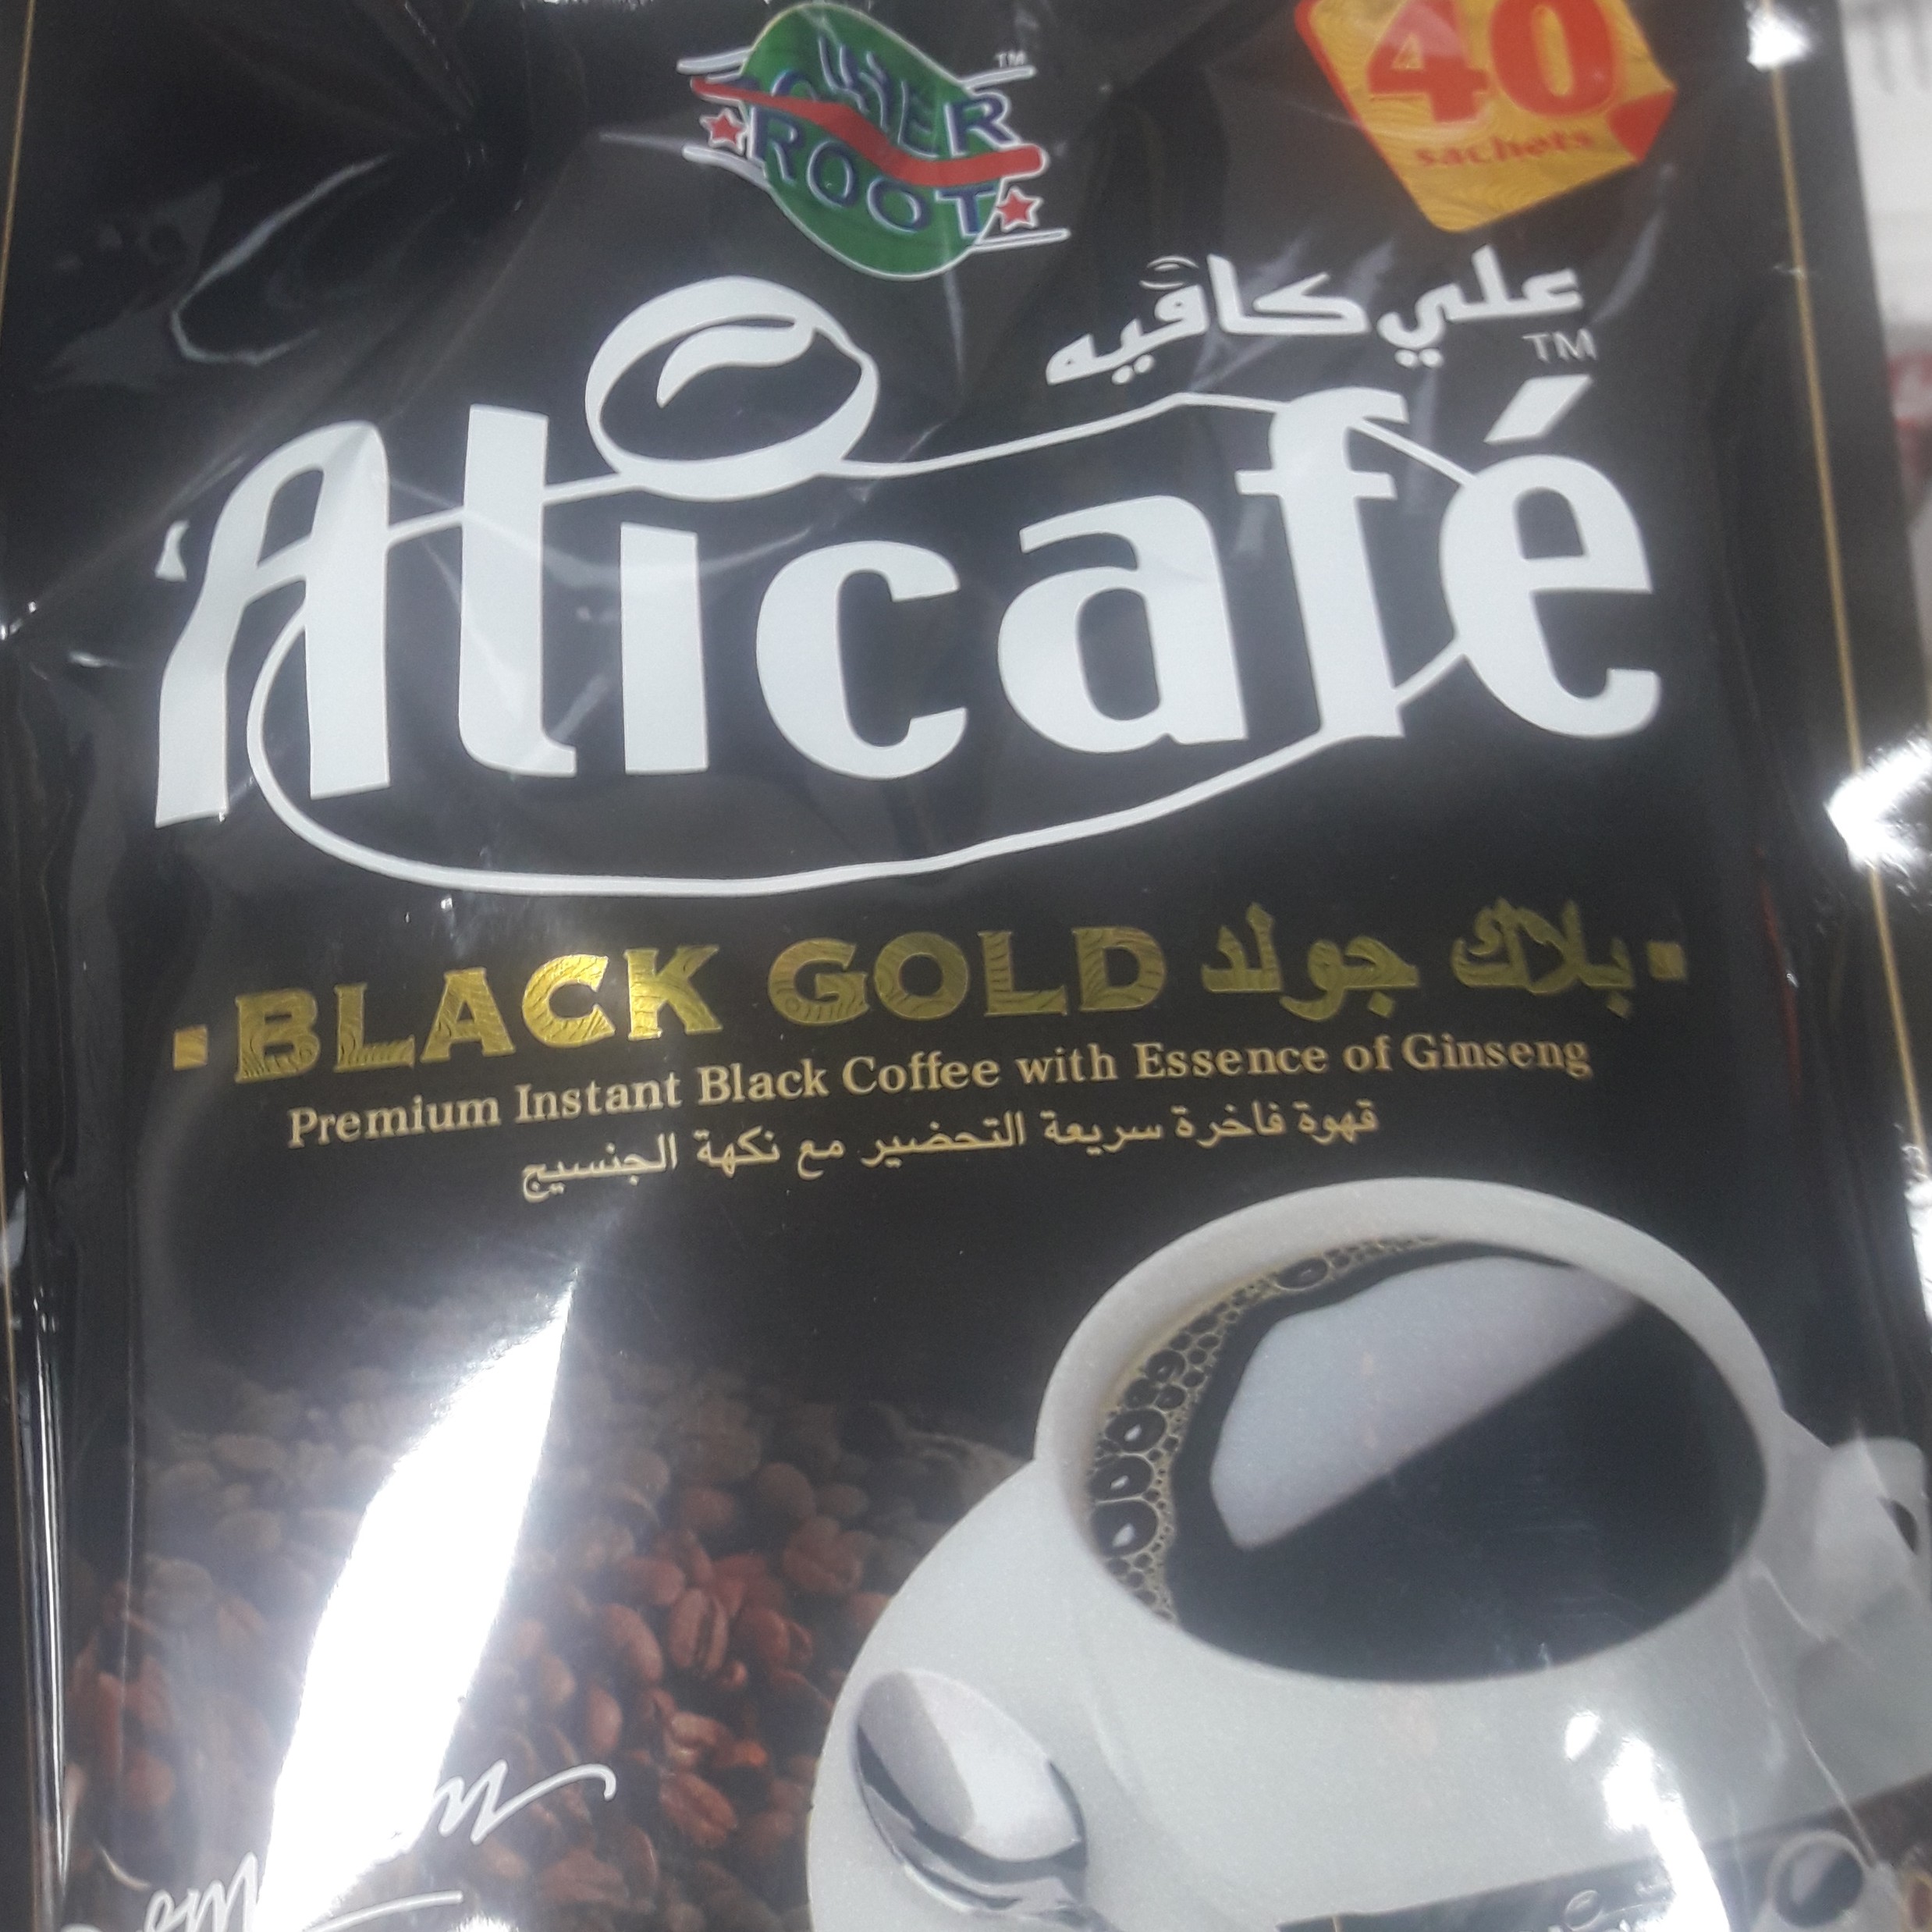 ROOT
TM
40
sachets
علي كافيه
TM
Alicafé
BLACK GOLD بلاك جولد
Premium Instant Black Coffee with Essence of Ginseng
قهوة فاخرة سريعة التحضير مع نكهة الجنسيج